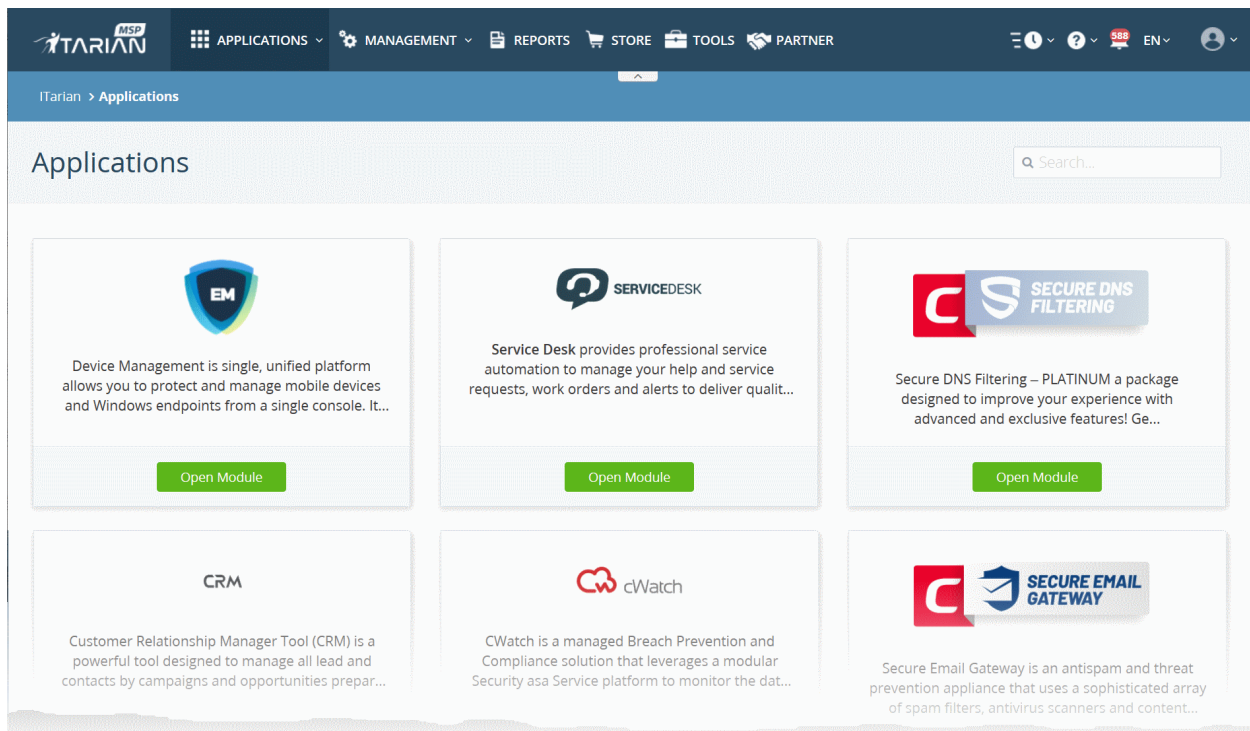 ITARIAN MSP
APPLICATIONS
MANAGEMENT
REPORTS
STORE
TOOLS
PARTNER
588
EN
ITarian > Applications
Applications
Search...
EM
Device Management is single, unified platform
allows you to protect and manage mobile devices
and Windows endpoints from a single console. It...
Open Module
SERVICEDESK
Service Desk provides professional service
automation to manage your help and service
requests, work orders and alerts to deliver qualit...
Open Module
C SECURE DNS
FILTERING
Secure DNS Filtering – PLATINUM a package
designed to improve your experience with
advanced and exclusive features! Ge...
Open Module
CRM
Customer Relationship Manager Tool (CRM) is a
powerful tool designed to manage all lead and
contacts by campaigns and opportunities prepar...
cWatch
CWatch is a managed Breach Prevention and
Compliance solution that leverages a modular
Security asa Service platform to monitor the dat...
C SECURE EMAIL
GATEWAY
Secure Email Gateway is an antispam and threat
prevention appliance that uses a sophisticated array
of spam filters, antivirus scanners and content...